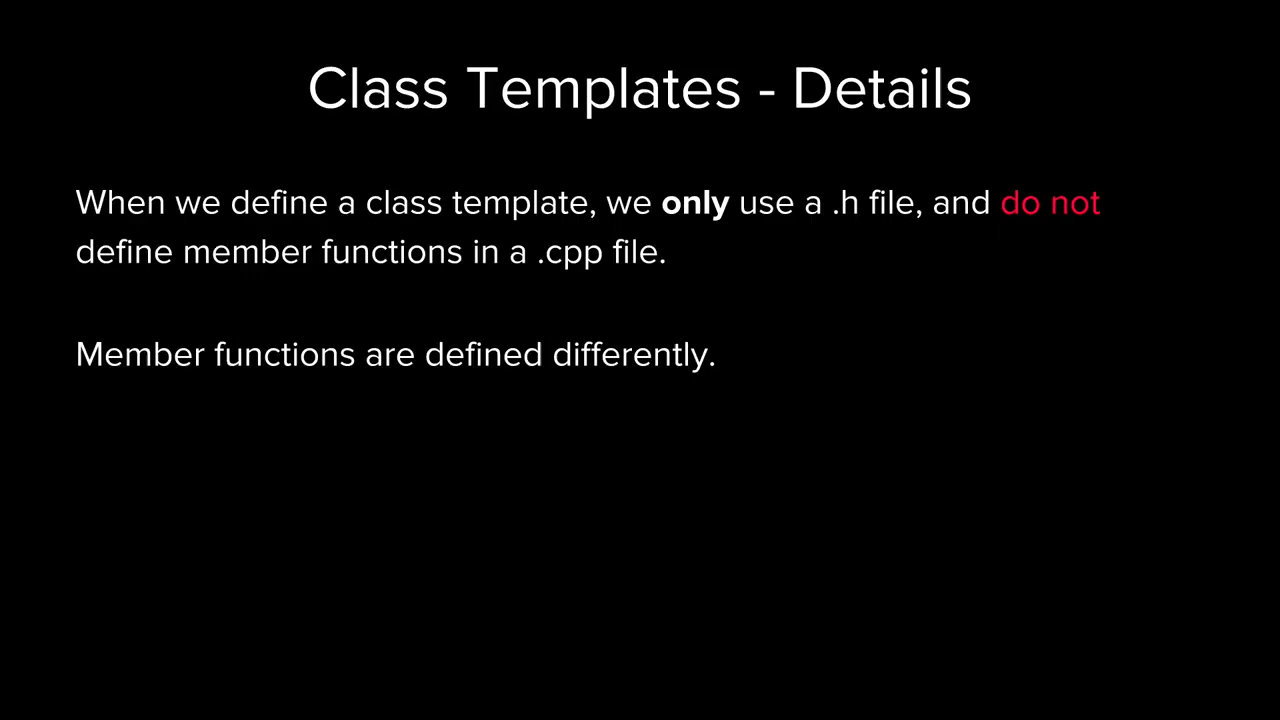 Class Templates - Details
When we define a class template, we only use a .h file, and do not
define member functions in a .cpp file.
Member functions are defined differently.